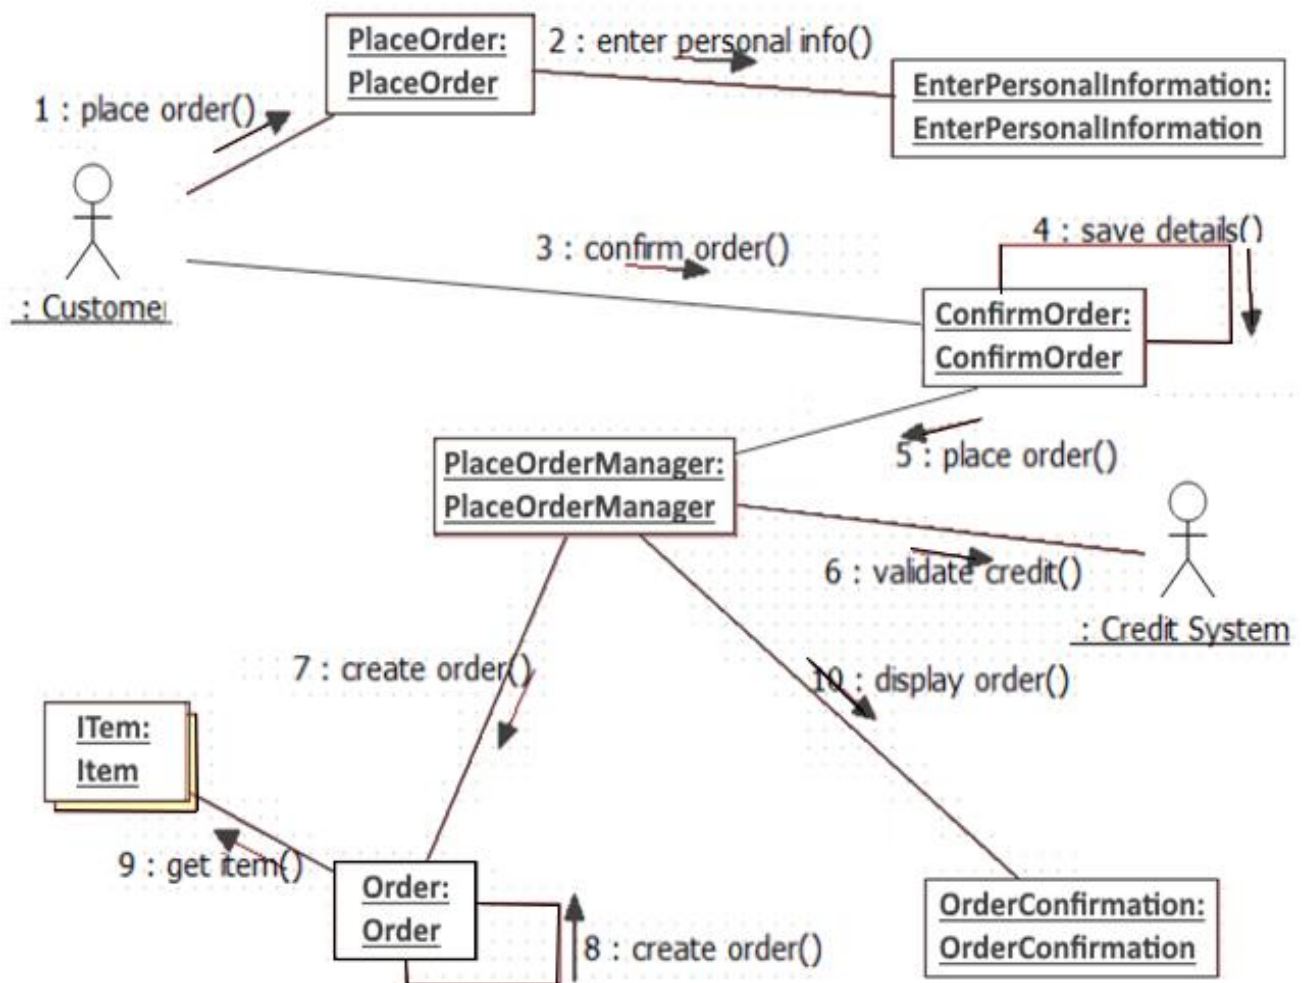 PlaceOrder:
PlaceOrder
2 : enter personal info()
EnterPersonalInformation:
EnterPersonalInformation
1 : place order()
: Customer
3 : confirm order()
4 : save details()
ConfirmOrder:
ConfirmOrder
PlaceOrderManager:
PlaceOrderManager
5 : place order()
6 : validate credit()
: Credit System
7 : create order()
10 : display order()
ITem:
Item
9 : get item()
Order:
Order
8 : create order()
OrderConfirmation:
OrderConfirmation